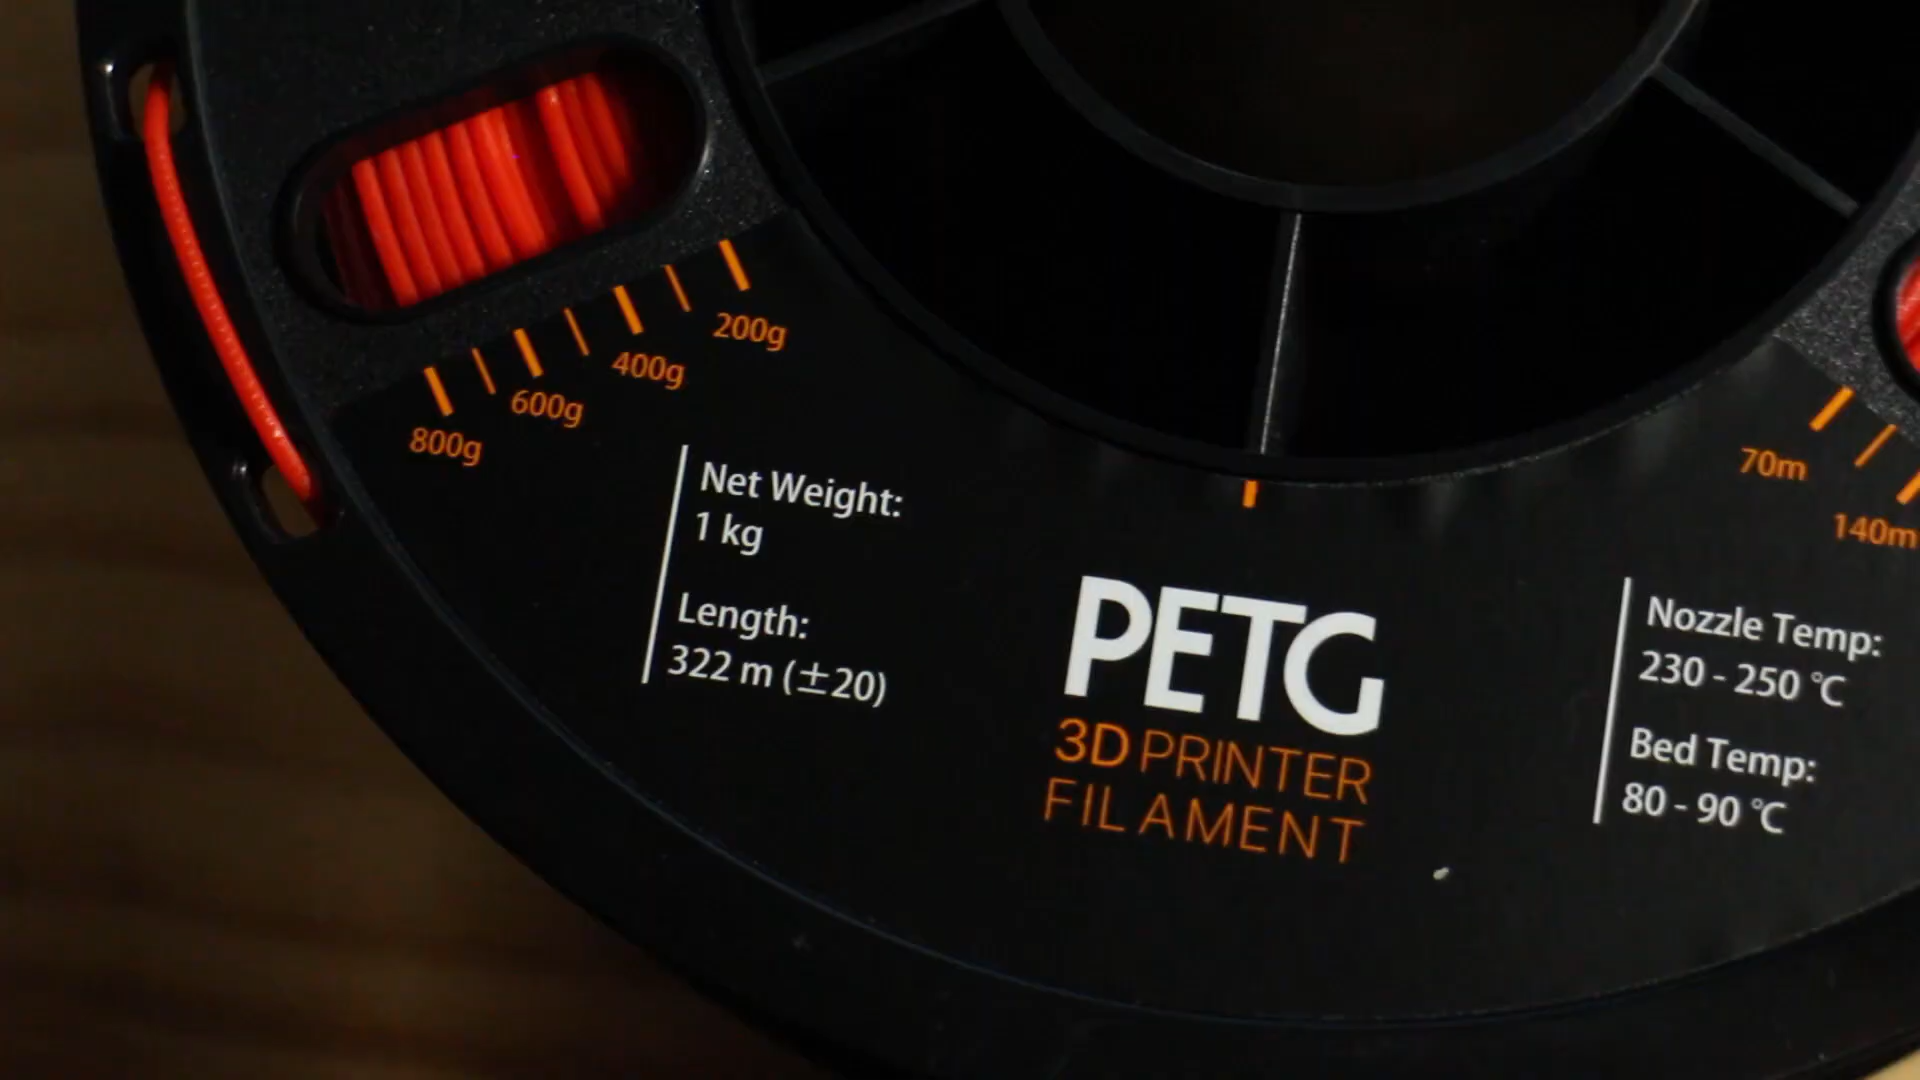 200g
400g
600g
800g
Net Weight:
1 kg
Length:
322 m (±20)
PETG
3D PRINTER
FILAMENT
70m
140m
Nozzle Temp:
230 - 250 ℃
Bed Temp:
80 - 90 ℃